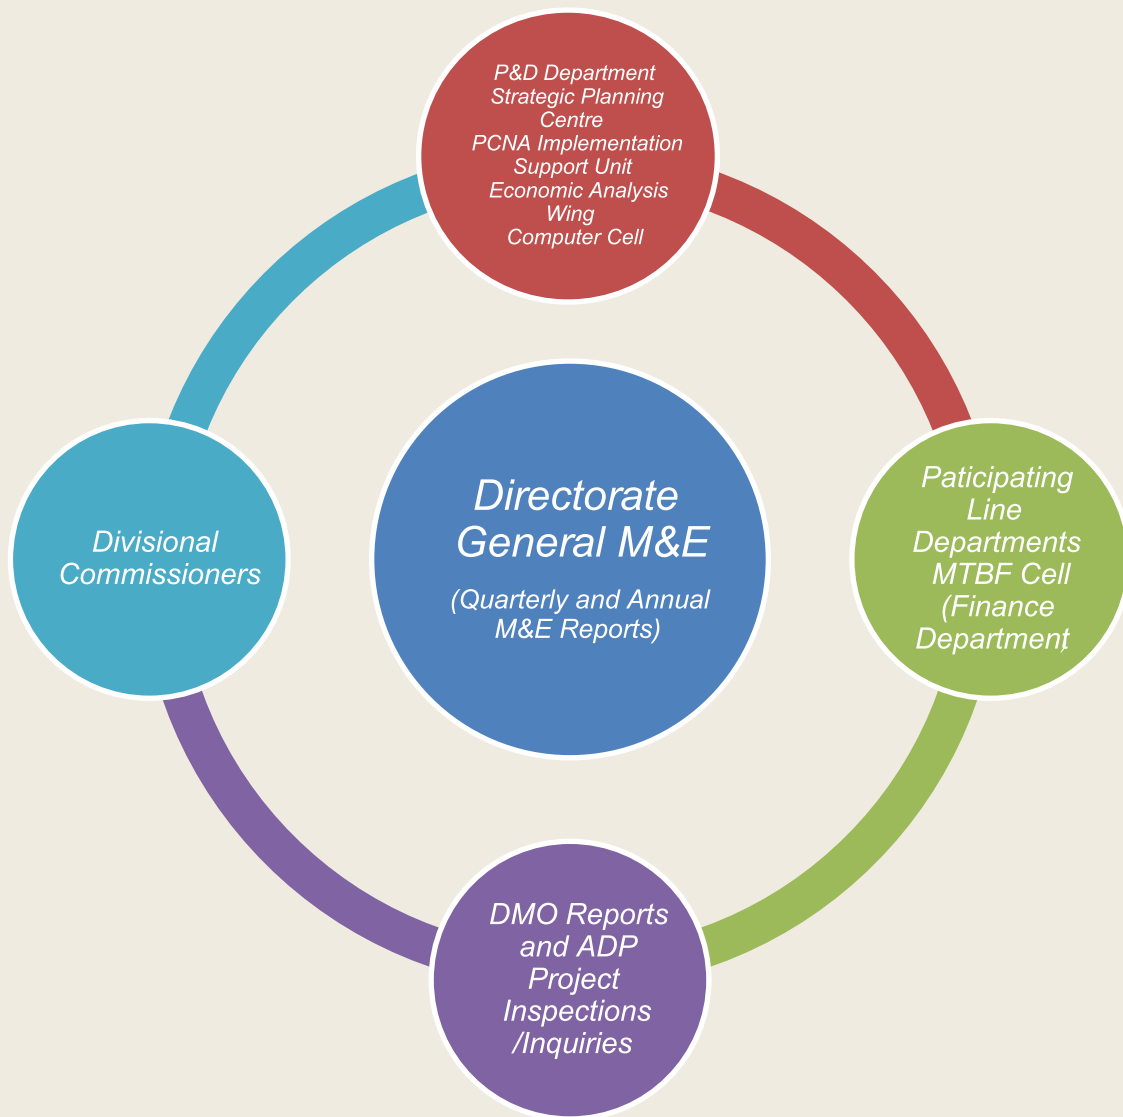 P&D Department
Strategic Planning
Centre
PCNA Implementation
Support Unit
Economic Analysis
Wing
Computer Cell
Directorate
General M&E
(Quarterly and Annual
M&E Reports)
Paticipating
Line
Departments
MTBF Cell
(Finance
Department)
Divisional
Commissioners
DMO Reports
and ADP
Project
Inspections
/Inquiries